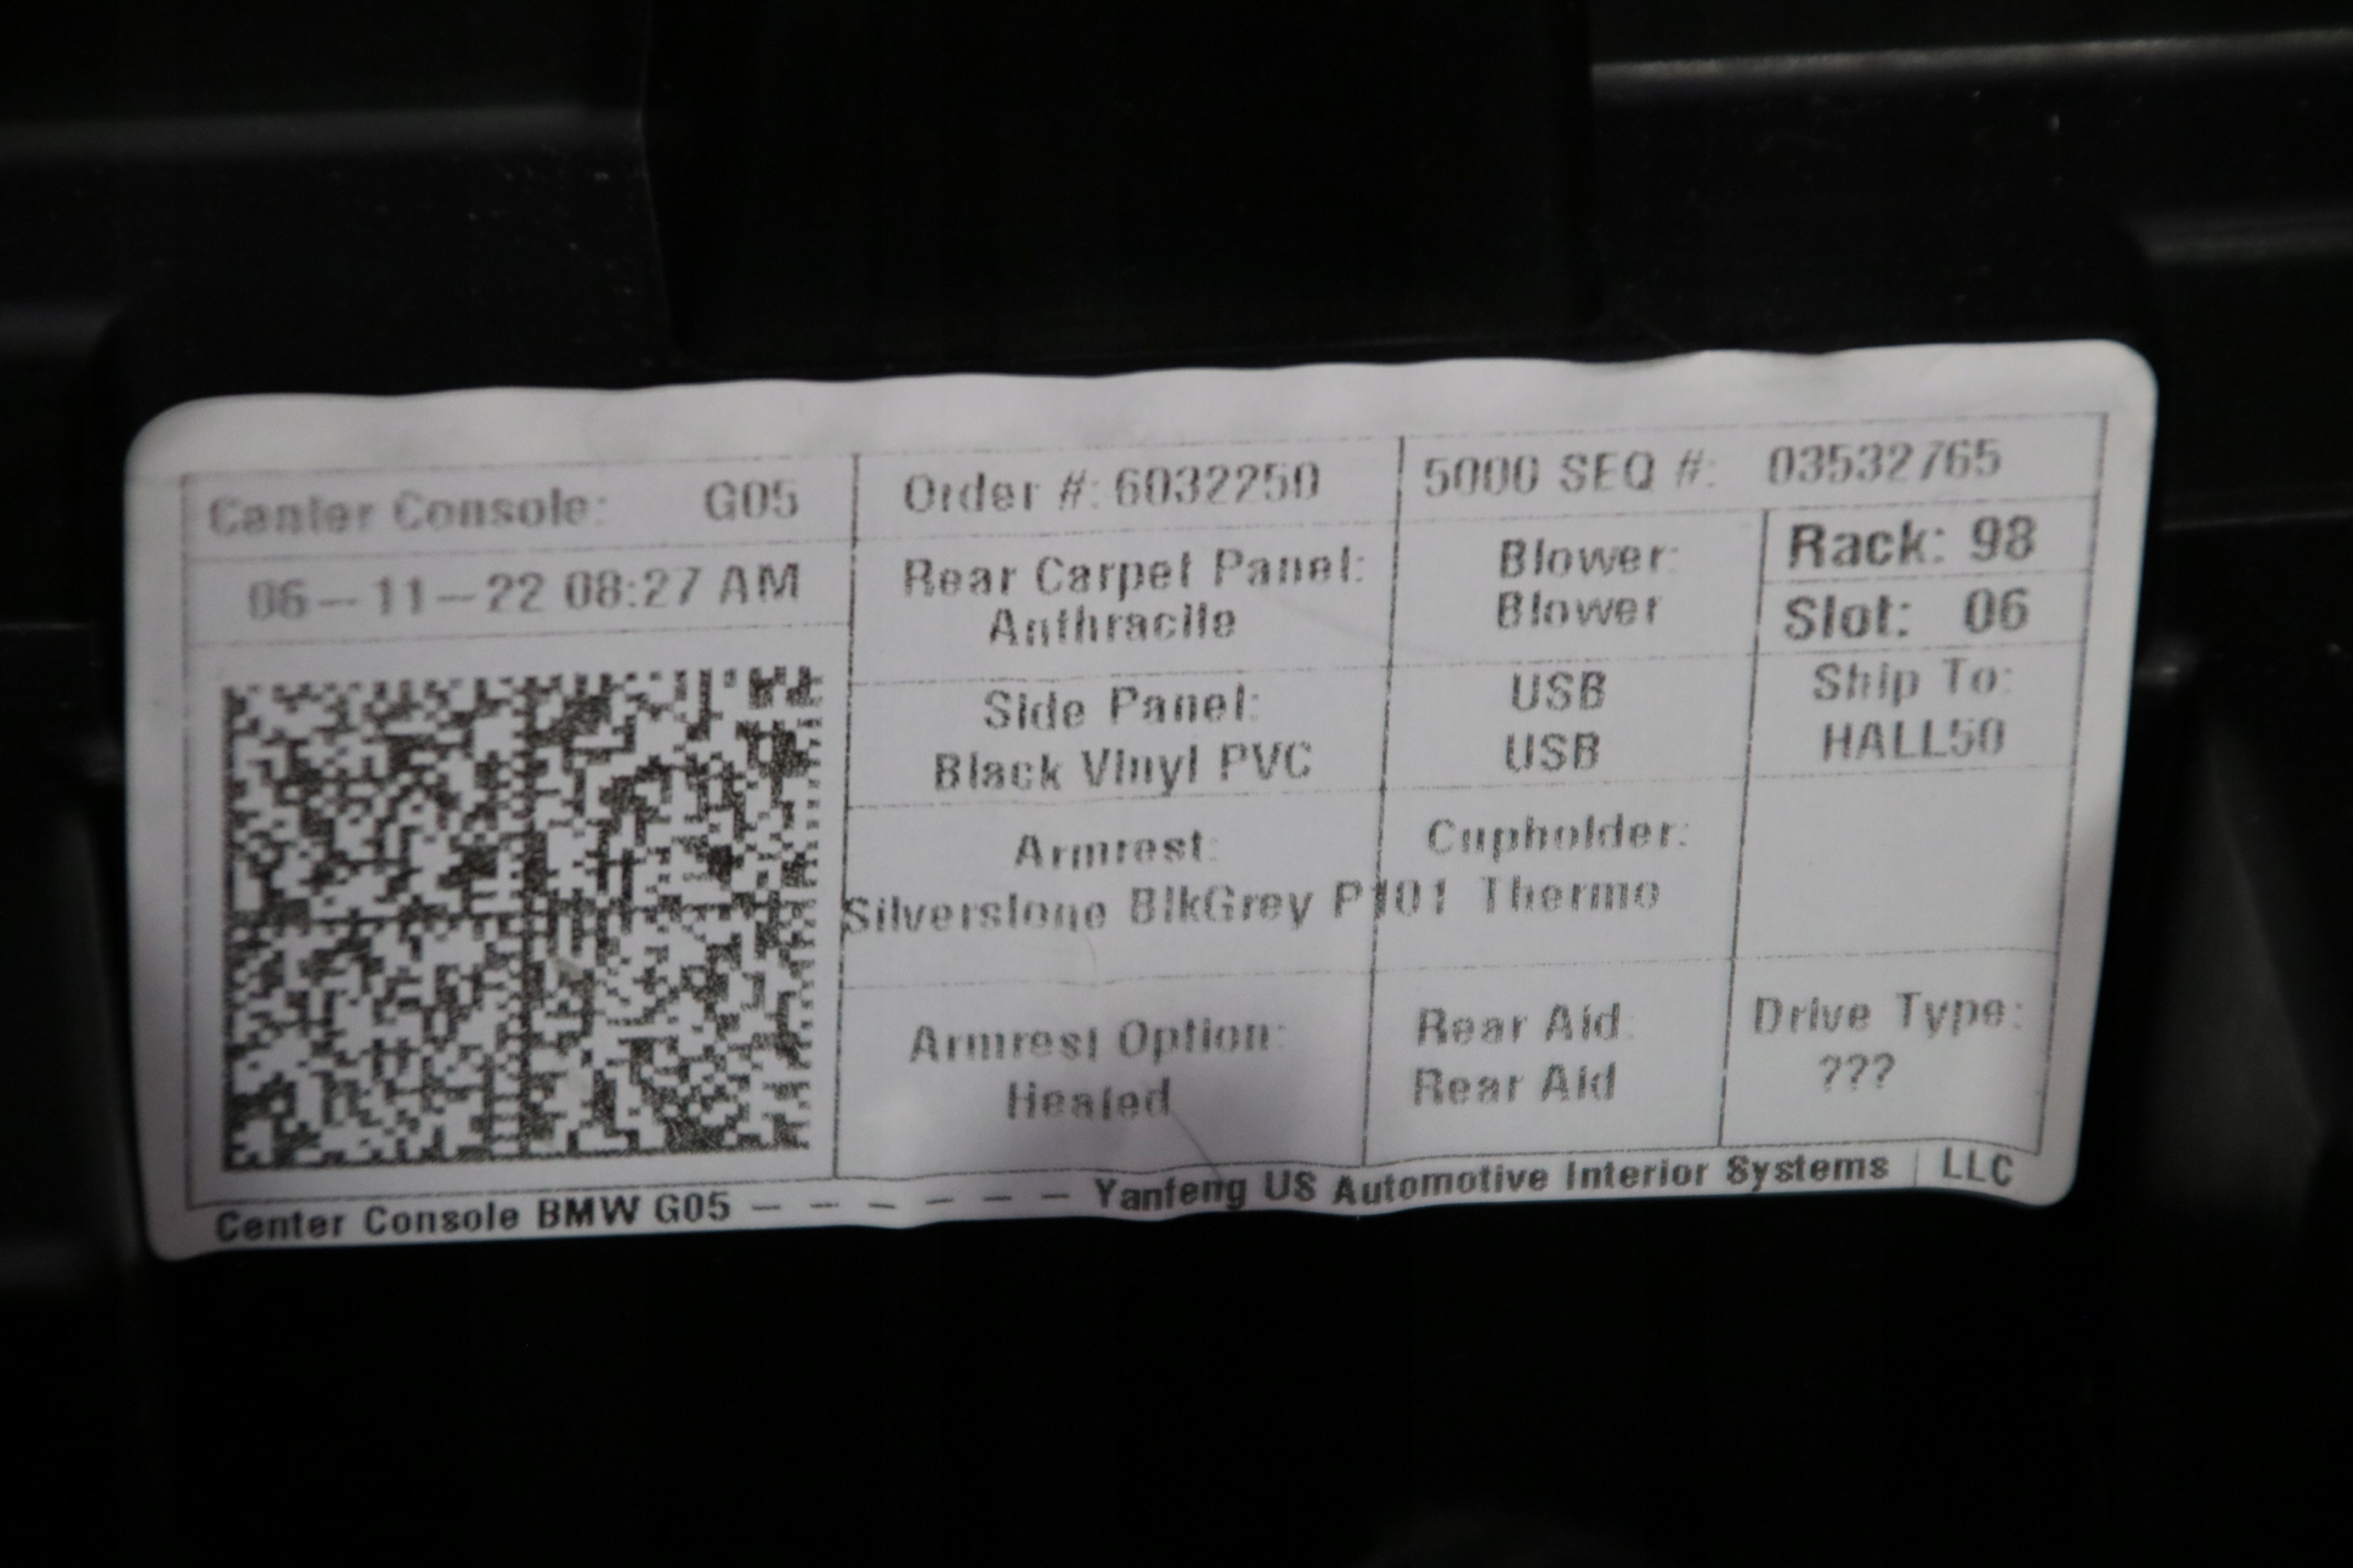 Center Console: G05
06-11-22 08:27 AM
Order #: 6032250
5000 SEQ #: 03532765
Rear Carpet Panel:
Anthracite
Blower:
Blower
Rack: 98
Slot: 06
Side Panel:
Black Vinyl PVC
USB
USB
Ship To:
HALL50
Armrest:
Silverstone BlkGrey P101
Cupholder:
Thermo
Armrest Option:
Heated
Rear Aid
Rear Aid
Drive Type:
???
Center Console BMW G05 - - - - - - Yanfeng US Automotive Interior Systems | LLC